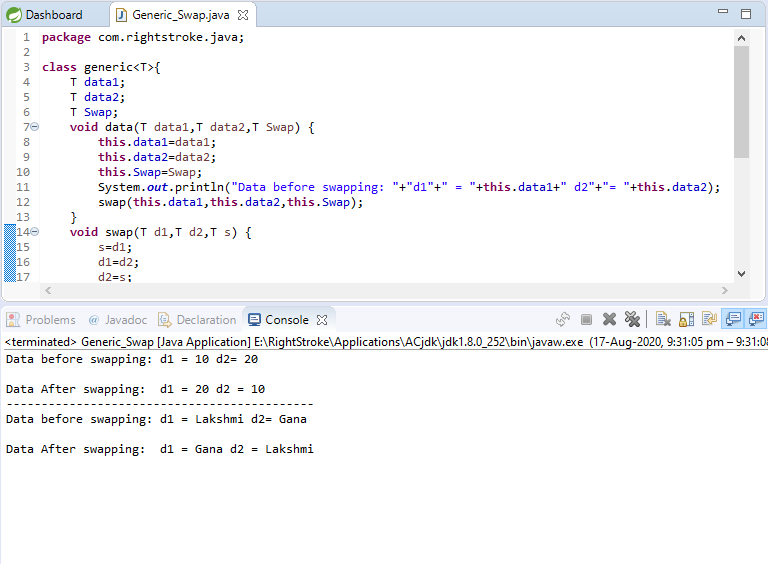 Dashboard Generic_Swap.java
1 package com.rightstroke.java;
2
3 class generic<T>{
4 T data1;
5 T data2;
6 T Swap;
7 void data(T data1,T data2,T Swap) {
8 this.data1=data1;
9 this.data2=data2;
10 this.Swap=Swap;
11 System.out.println("Data before swapping: "+"d1"+" = "+this.data1+" d2"+"= "+this.data2);
12 swap(this.data1,this.data2,this.Swap);
13 }
14 void swap(T d1,T d2,T s) {
15 s=d1;
16 d1=d2;
17 d2=s;
Problems @ Javadoc Declaration Console
<terminated> Generic_Swap [Java Application] E:\RightStroke\Applications\ACjdk\jdk1.8.0_252\bin\javaw.exe (17-Aug-2020, 9:31:05 pm – 9:31:08
Data before swapping: d1 = 10 d2= 20
Data After swapping: d1 = 20 d2 = 10
--------------------------------------------
Data before swapping: d1 = Lakshmi d2= Gana
Data After swapping: d1 = Gana d2 = Lakshmi